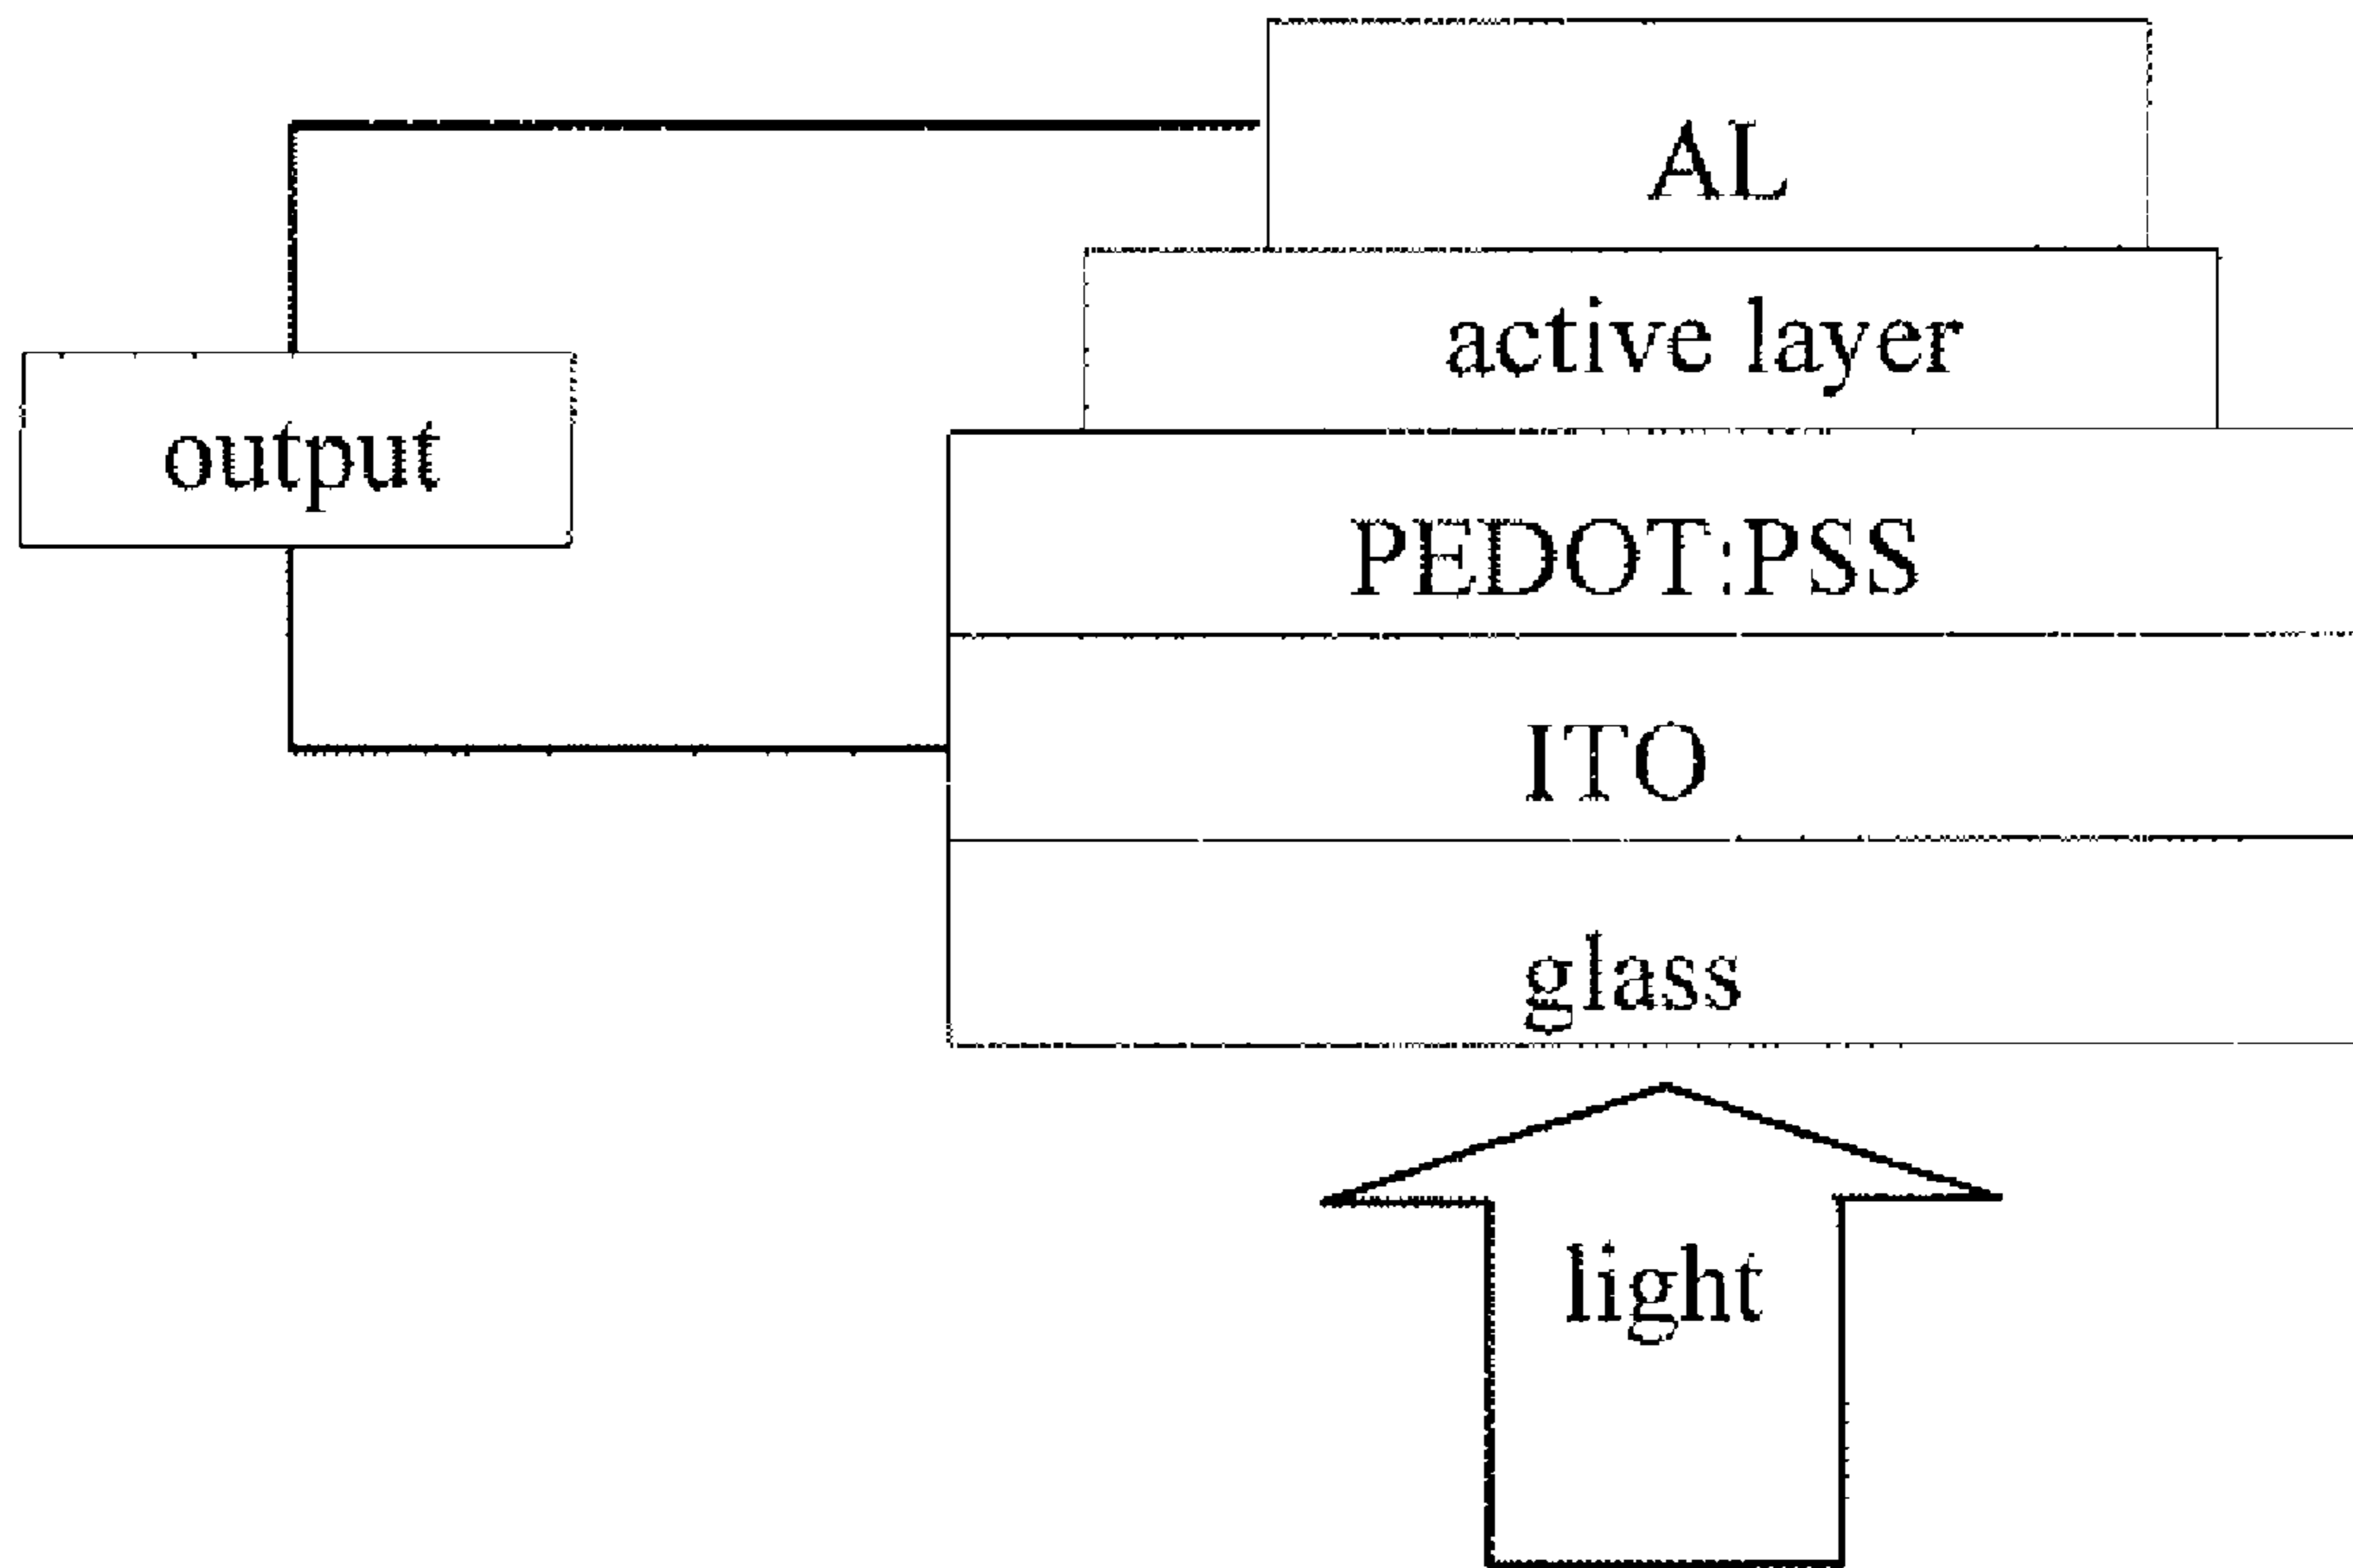 AL
active layer
output
PEDOT:PSS
ITO
glass
light